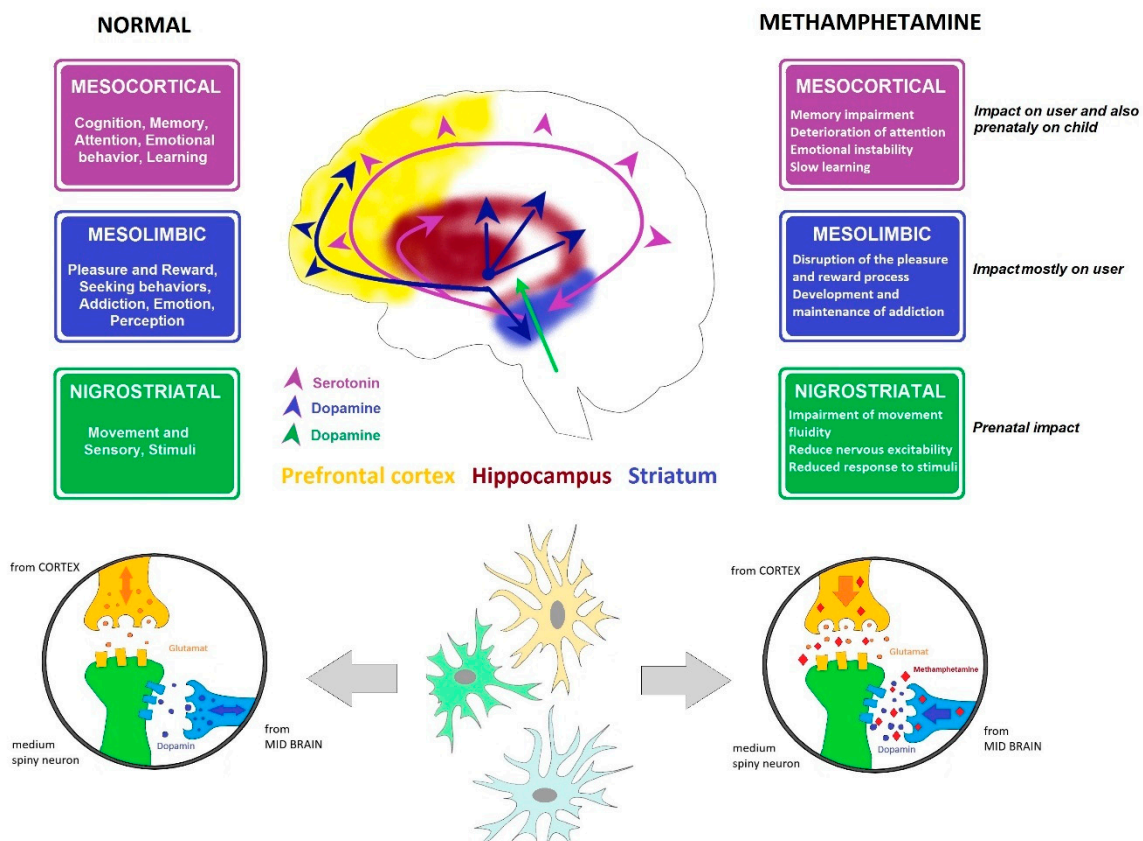 NORMAL
MESOCORTICAL
Cognition, Memory,
Attention, Emotional
behavior, Learning
MESOLIMBIC
Pleasure and Reward,
Seeking behaviors,
Addiction, Emotion,
Perception
NIGROSTRIATAL
Movement and
Sensory, Stimuli
Serotonin
Dopamine
Dopamine
Prefrontal cortex Hippocampus Striatum
METHAMPHETAMINE
MESOCORTICAL
Memory impairment
Deterioration of attention
Emotional instability
Slow learning
Impact on user and also
prenataly on child
MESOLIMBIC
Disruption of the pleasure
and reward process
Development and
maintenance of addiction
Impact mostly on user
NIGROSTRIATAL
Impairment of movement
fluidity
Reduce nervous excitability
Reduced response to stimuli
Prenatal impact
from CORTEX
Glutamat
Dopamin
medium
spiny neuron
from
MID BRAIN
from CORTEX
Glutamat
Methamphetamine
Dopamin
medium
spiny neuron
from
MID BRAIN